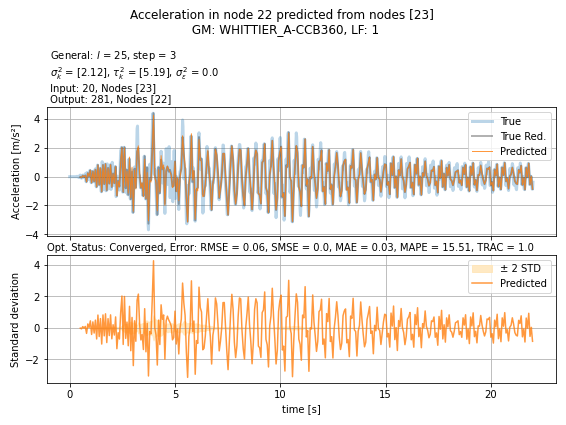 Acceleration in node 22 predicted from nodes [23]
GM: WHITTIER_A-CCB360, LF: 1
General: l = 25, step = 3
σ²ₖ = [2.12], τ²ₖ = [5.19], σ²ε = 0.0
Input: 20, Nodes [23]
Output: 281, Nodes [22]
True
True Red.
Predicted
Acceleration [m/s²]
4
2
0
−2
−4
Opt. Status: Converged, Error: RMSE = 0.06, SMSE = 0.0, MAE = 0.03, MAPE = 15.51, TRAC = 1.0
± 2 STD
Predicted
Standard deviation
4
2
0
−2
0
5
10
15
20
time [s]